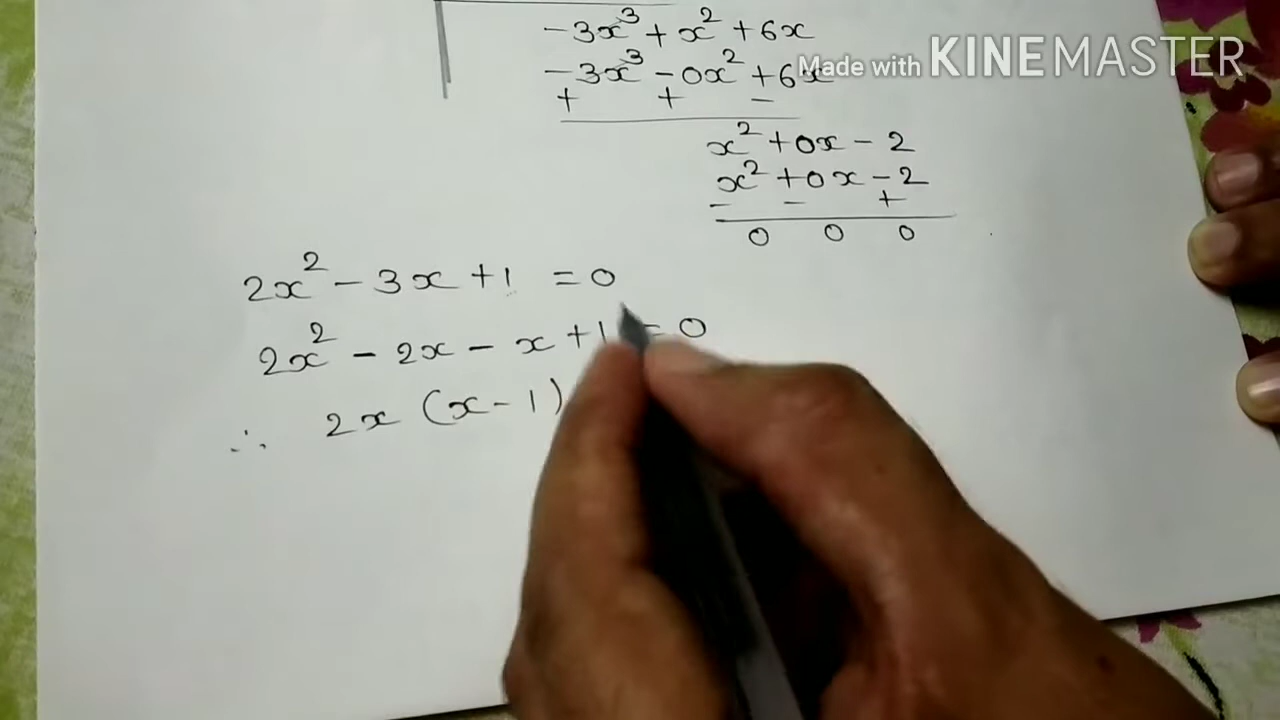 -3x³ + x² + 6x
-3x³ - 0x² + 6x
+ + -
Made with KINEMASTER
x² + 0x - 2
x² + 0x - 2
- - +
0 0 0
2x² - 3x + 1 = 0
2x² - 2x - x + 1 = 0
∴ 2x (x - 1)